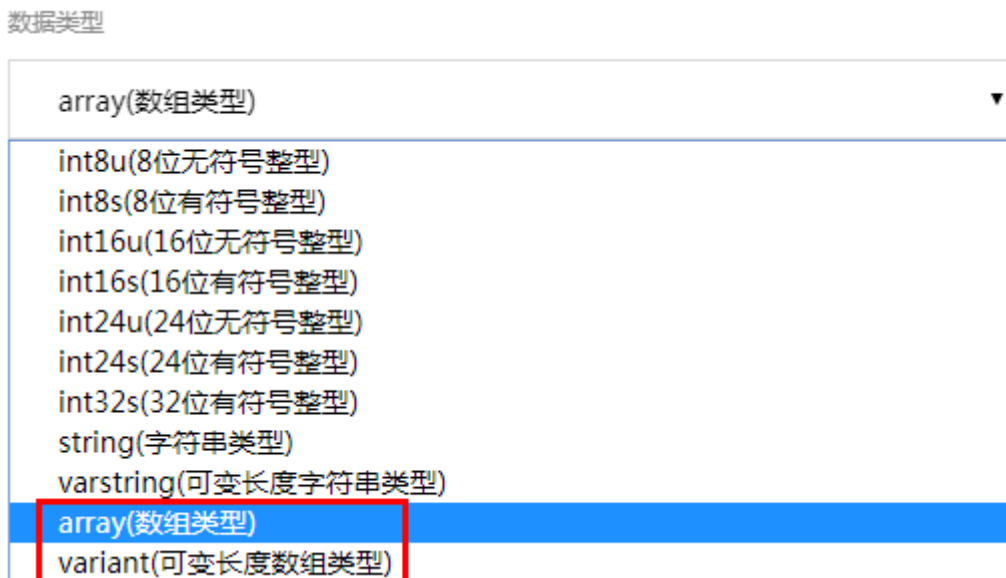 数据类型
array(数组类型)
int8u(8位无符号整型)
int8s(8位有符号整型)
int16u(16位无符号整型)
int16s(16位有符号整型)
int24u(24位无符号整型)
int24s(24位有符号整型)
int32s(32位有符号整型)
string(字符串类型)
varstring(可变长度字符串类型)
array(数组类型)
variant(可变长度数组类型)